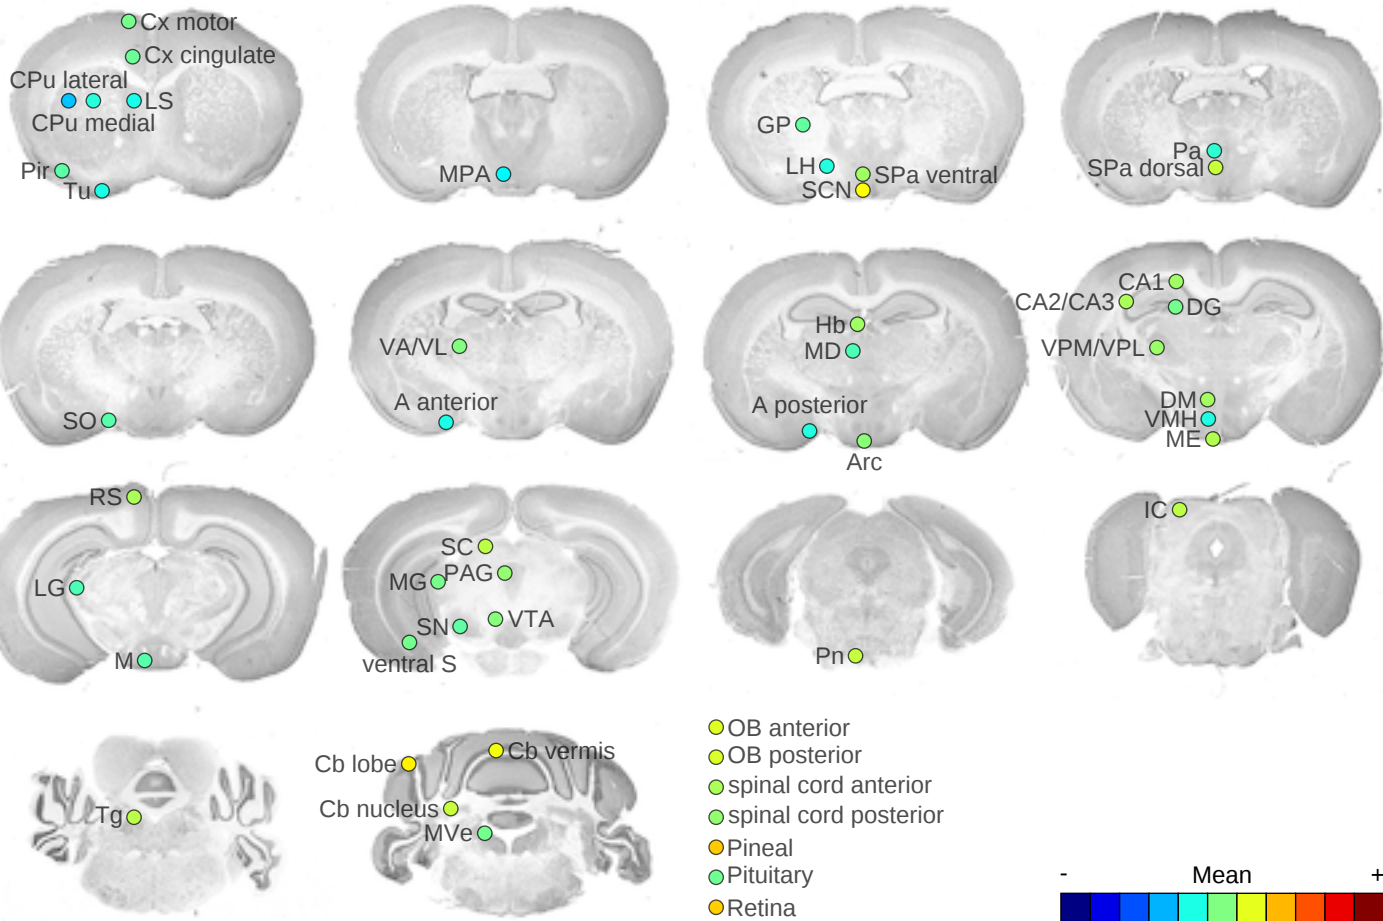 Cx motor
Cx cingulate
CPu lateral
LS
CPu medial
Pir
Tu
MPA
GP
LH
SPa ventral
SCN
Pa
SPa dorsal
SO
VA/VL
A anterior
Hb
MD
A posterior
Arc
CA1
CA2/CA3
DG
VPM/VPL
DM
VMH
ME
RS
LG
M
SC
PAG
MG
VTA
SN
ventral S
Pn
IC
Tg
Cb lobe
Cb vermis
Cb nucleus
MVe
OB anterior
OB posterior
spinal cord anterior
spinal cord posterior
Pineal
Pituitary
Retina
- Mean +